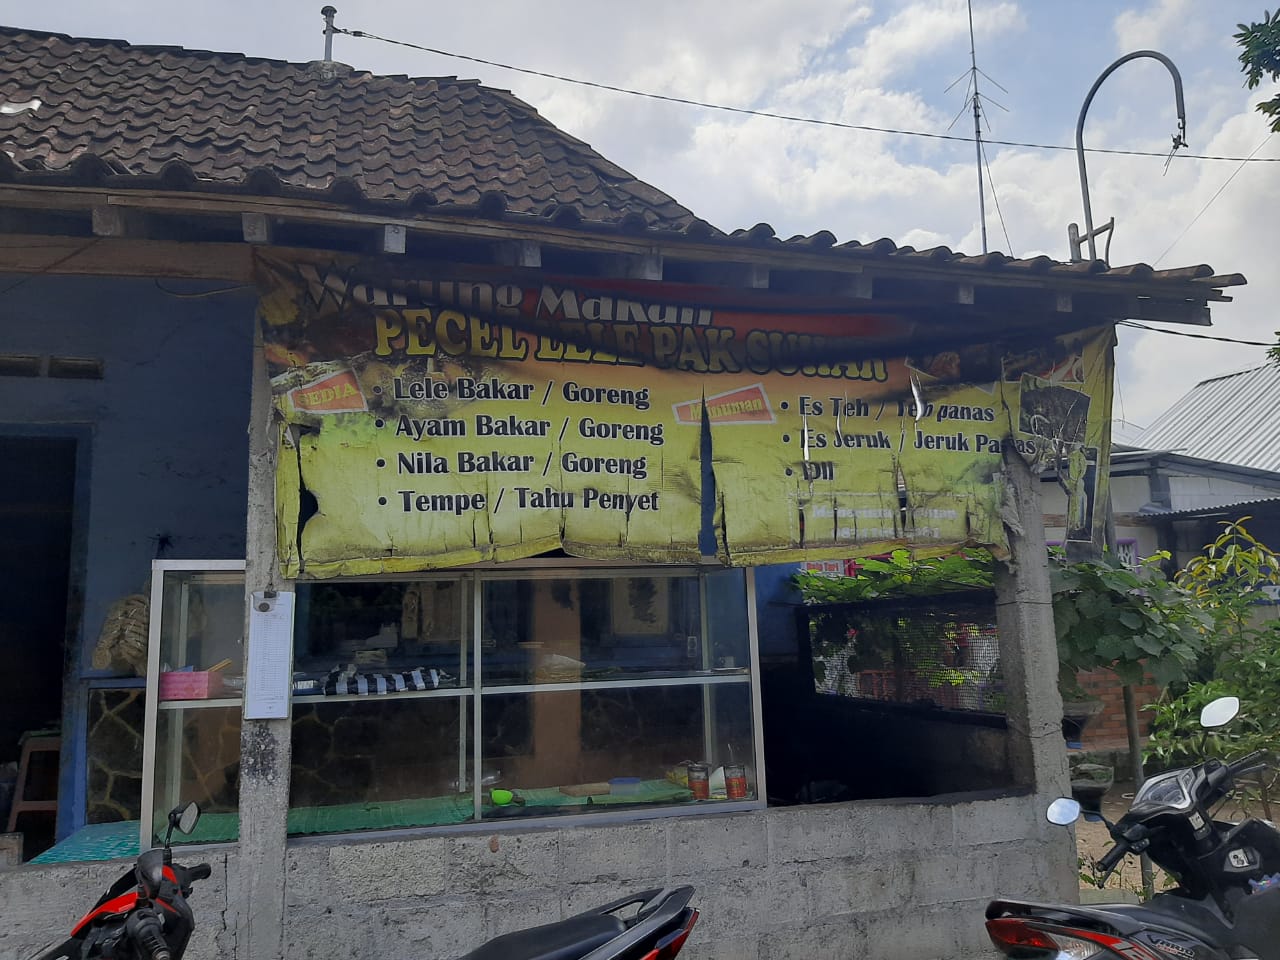 Warung Makan
PECEL LELE PAK
SEDIA
• Lele Bakar / Goreng
• Ayam Bakar / Goreng
• Nila Bakar / Goreng
• Tempe / Tahu Penyet
Minuman
• Es Teh / Teh panas
• Es Jeruk / Jeruk Panas
• Dll
Menerima